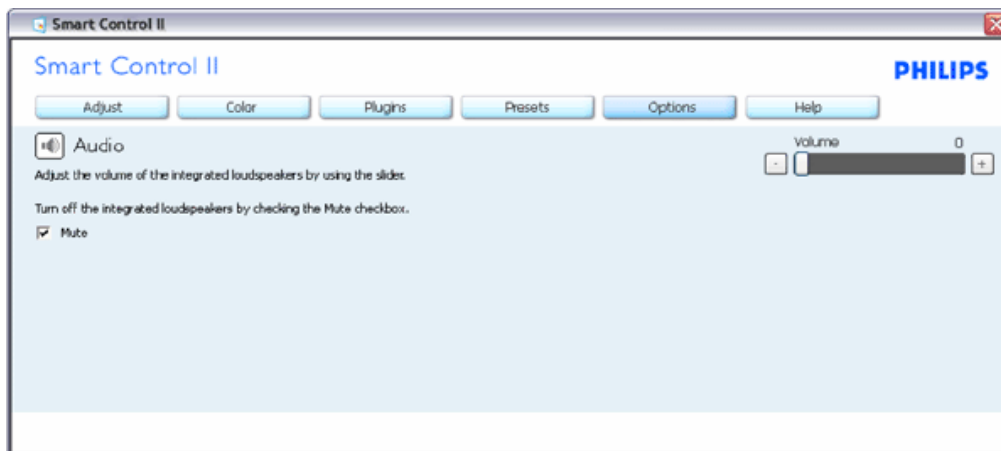 Smart Control II
Smart Control II
PHILIPS
Adjust Color Plugins Presets Options Help
Audio
Volume 0
- +
Adjust the volume of the integrated loudspeakers by using the slider.
Turn off the integrated loudspeakers by checking the Mute checkbox.
Mute